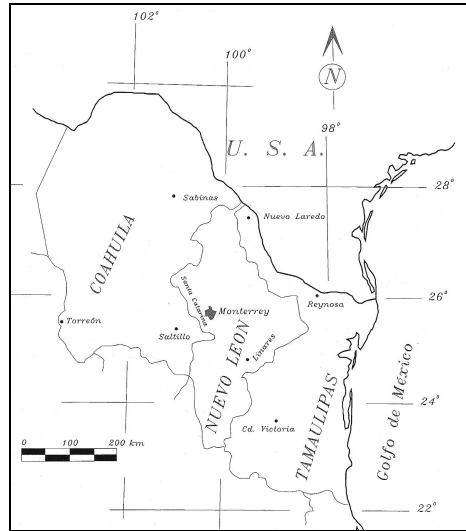 102°
100°
N
98°
U. S. A.
28°
Sabinas
Nuevo Laredo
COAHUILA
Santa Catarina
26°
Reynosa
Monterrey
Torreón
Saltillo
NUEVO LEON
Linares
TAMAULIPAS
Golfo de México
24°
Cd. Victoria
0 100 200 km
22°